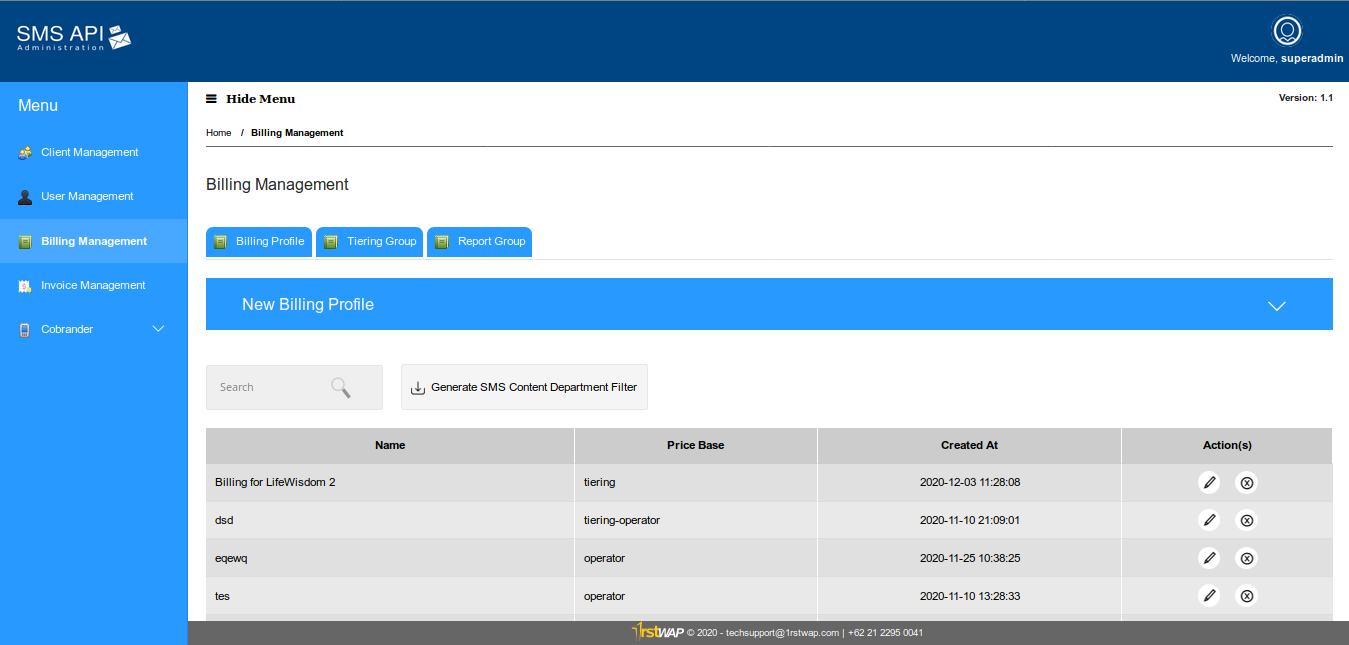 SMS API
Administration
Welcome, superadmin
Menu
Client Management
User Management
Billing Management
Invoice Management
Cobrander
Hide Menu
Version: 1.1
Home / Billing Management
Billing Management
Billing Profile Tiering Group Report Group
New Billing Profile
Search Generate SMS Content Department Filter
Name Price Base Created At Action(s)
Billing for LifeWisdom 2 tiering 2020-12-03 11:28:08
dsd tiering-operator 2020-11-10 21:09:01
eqewq operator 2020-11-25 10:38:25
tes operator 2020-11-10 13:28:33
1rstWAP © 2020 - techsupport@1rstwap.com | +62 21 2295 0041